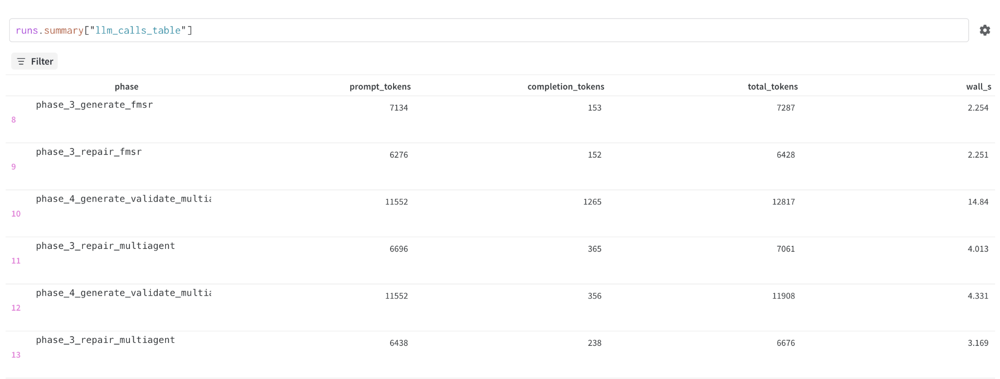 runs.summary["llm_calls_table"]
Filter
phase prompt_tokens completion_tokens total_tokens wall_s
phase_3_generate_fmsr 7134 153 7287 2.254
8
phase_3_repair_fmsr 6276 152 6428 2.251
9
phase_4_generate_validate_multia 11552 1265 12817 14.84
10
phase_3_repair_multiagent 6696 365 7061 4.013
11
phase_4_generate_validate_multia 11552 356 11908 4.331
12
phase_3_repair_multiagent 6438 238 6676 3.169
13